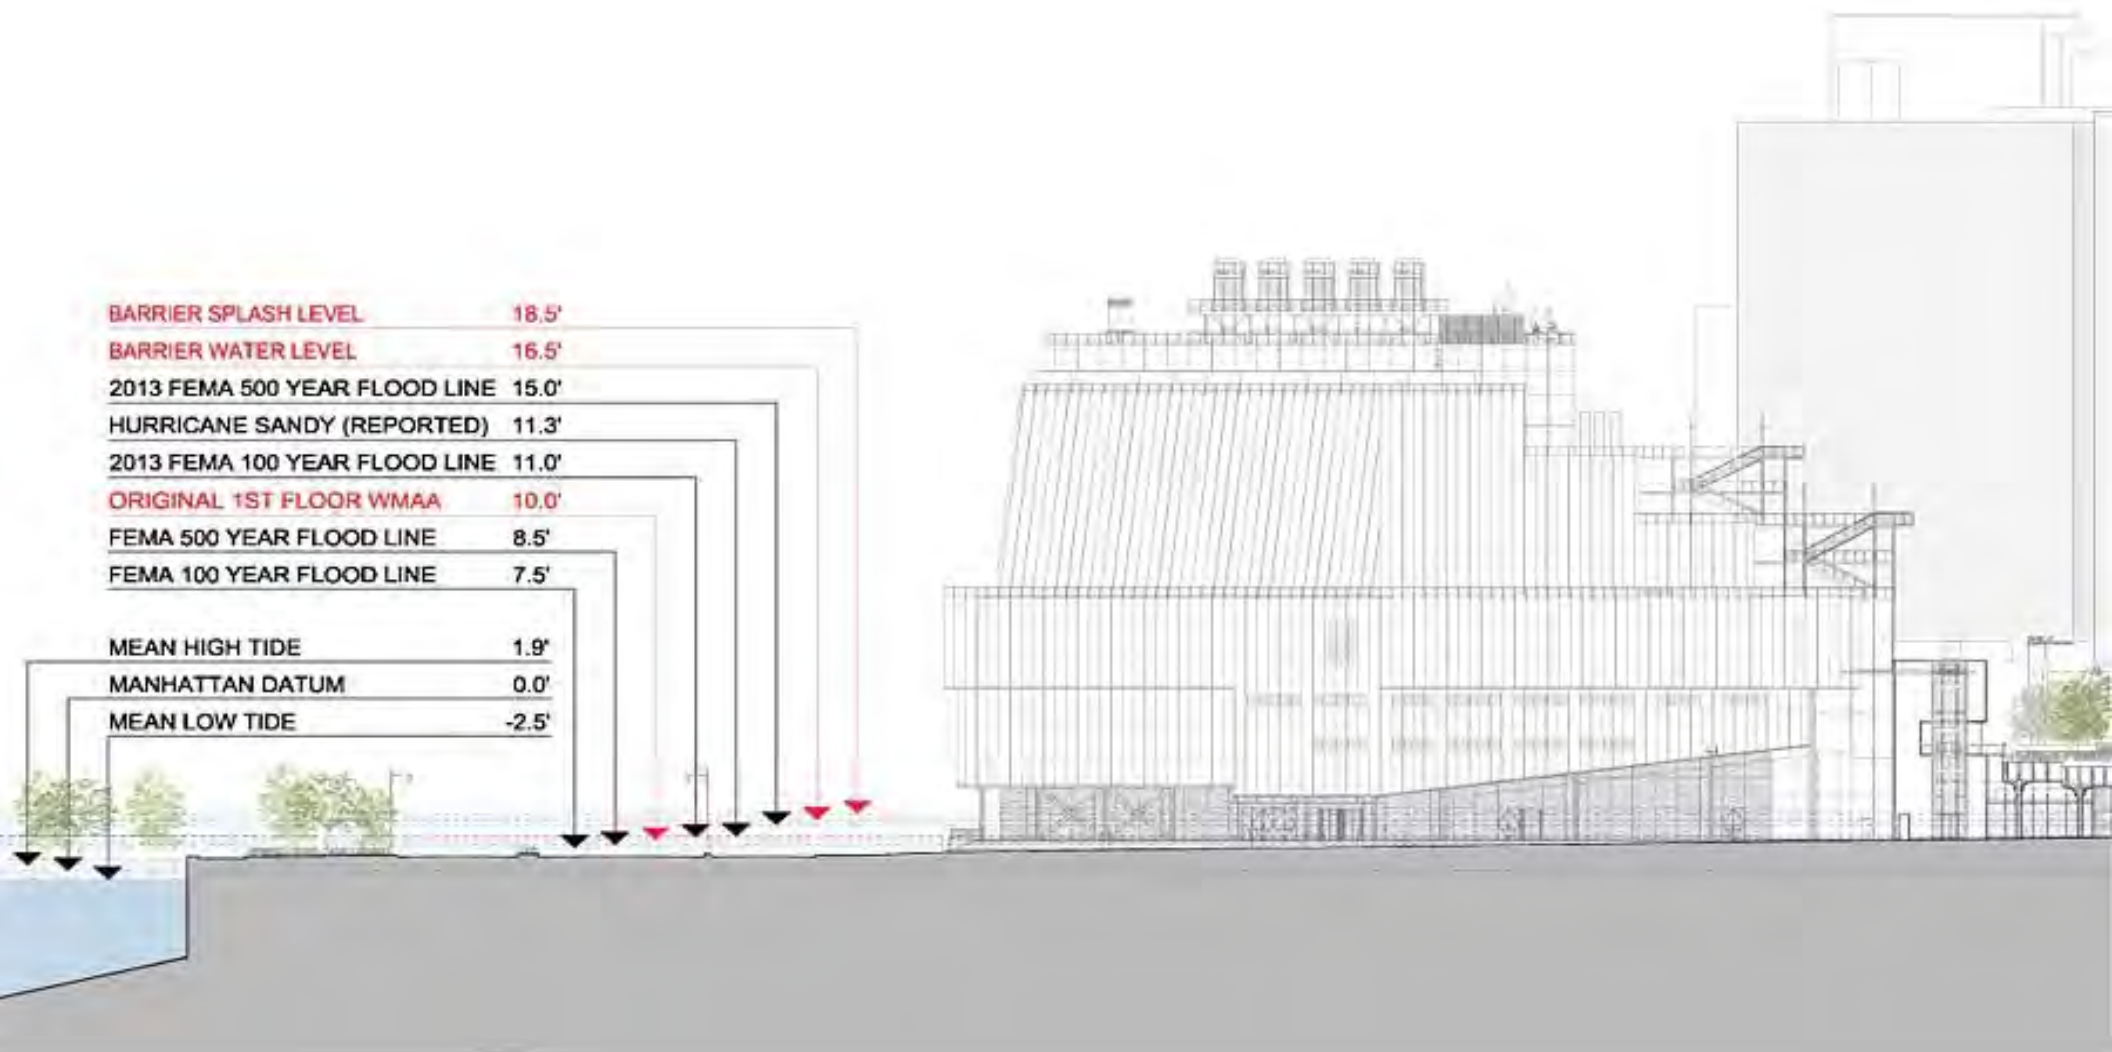 BARRIER SPLASH LEVEL 18.5'
BARRIER WATER LEVEL 16.5'
2013 FEMA 500 YEAR FLOOD LINE 15.0'
HURRICANE SANDY (REPORTED) 11.3'
2013 FEMA 100 YEAR FLOOD LINE 11.0'
ORIGINAL 1ST FLOOR WMAA 10.0'
FEMA 500 YEAR FLOOD LINE 8.5'
FEMA 100 YEAR FLOOD LINE 7.5'
MEAN HIGH TIDE 1.9'
MANHATTAN DATUM 0.0'
MEAN LOW TIDE -2.5'